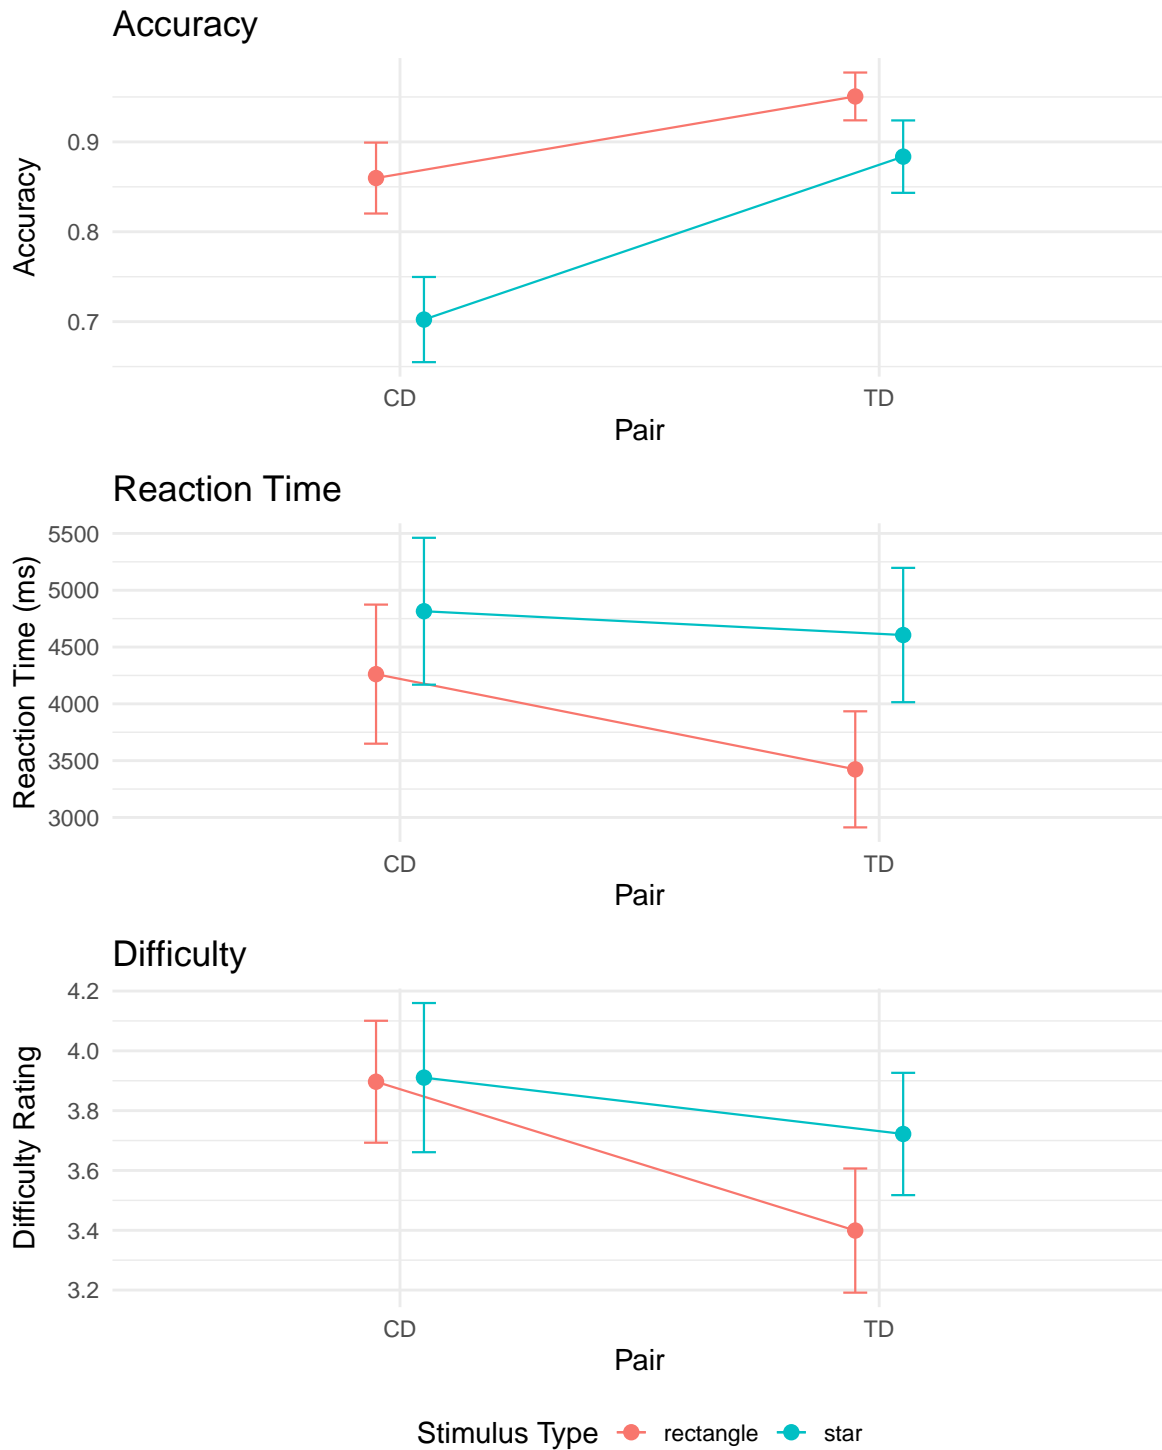 Accuracy
Accuracy
0.9
0.8
0.7
CD TD
Pair
Reaction Time
Reaction Time (ms)
5500
5000
4500
4000
3500
3000
CD TD
Pair
Difficulty
Difficulty Rating
4.2
4.0
3.8
3.6
3.4
3.2
CD TD
Pair
Stimulus Type rectangle star